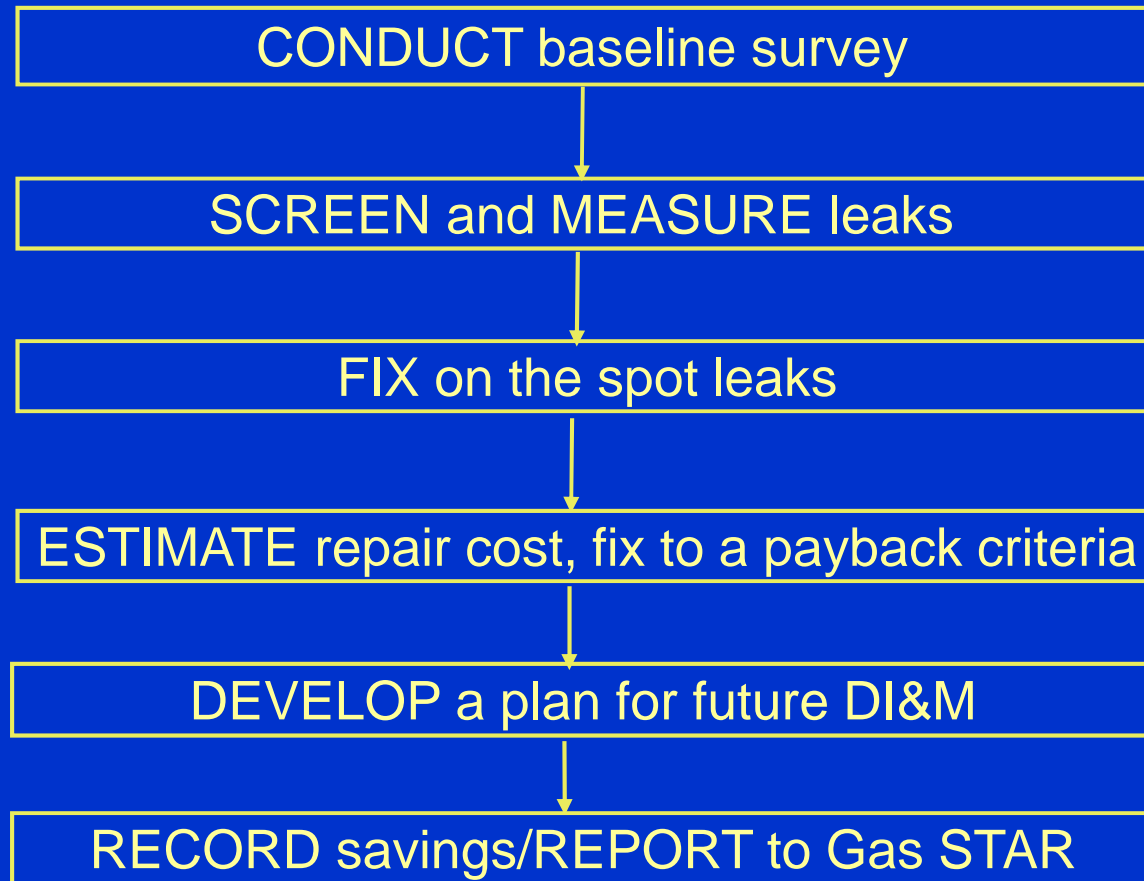 CONDUCT baseline survey
SCREEN and MEASURE leaks
FIX on the spot leaks
ESTIMATE repair cost, fix to a payback criteria
DEVELOP a plan for future DI&M
RECORD savings/REPORT to Gas STAR